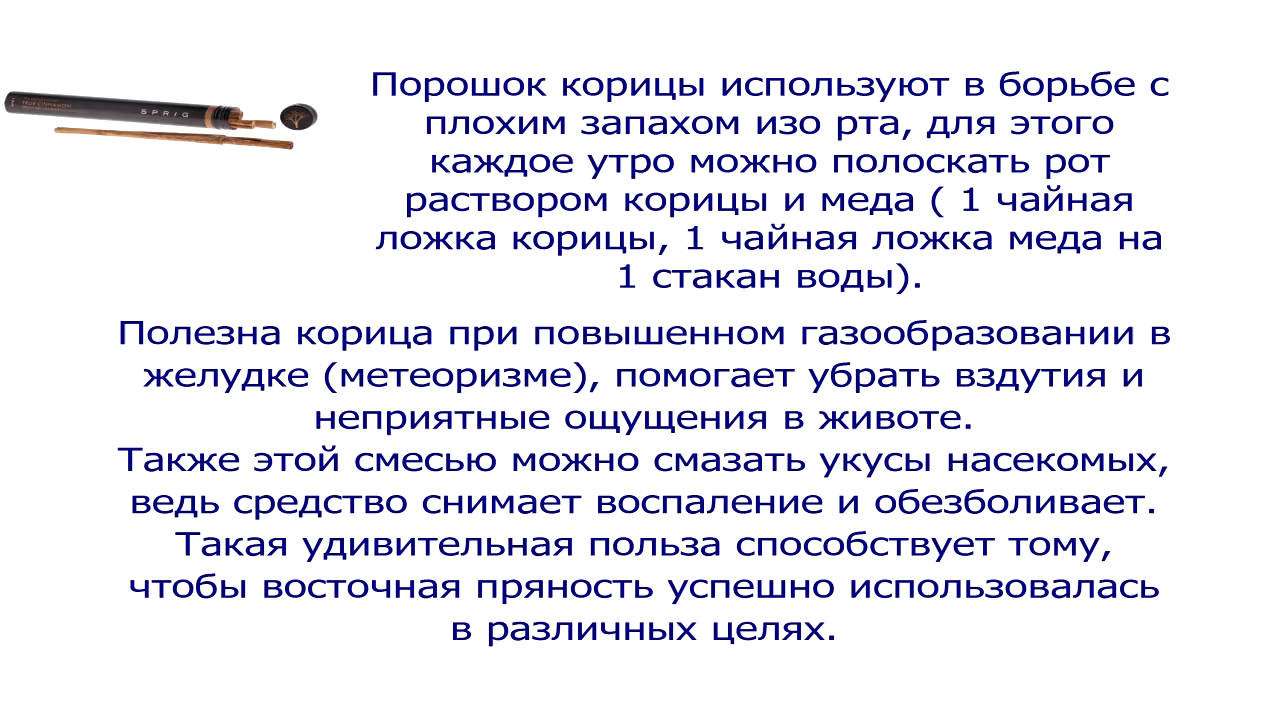 TRUE CINNAMON
SPRIG
Порошок корицы используют в борьбе с
плохим запахом изо рта, для этого
каждое утро можно полоскать рот
раствором корицы и меда ( 1 чайная
ложка корицы, 1 чайная ложка меда на
1 стакан воды).
Полезна корица при повышенном газообразовании в
желудке (метеоризме), помогает убрать вздутия и
неприятные ощущения в животе.
Также этой смесью можно смазать укусы насекомых,
ведь средство снимает воспаление и обезболивает.
Такая удивительная польза способствует тому,
чтобы восточная пряность успешно использовалась
в различных целях.